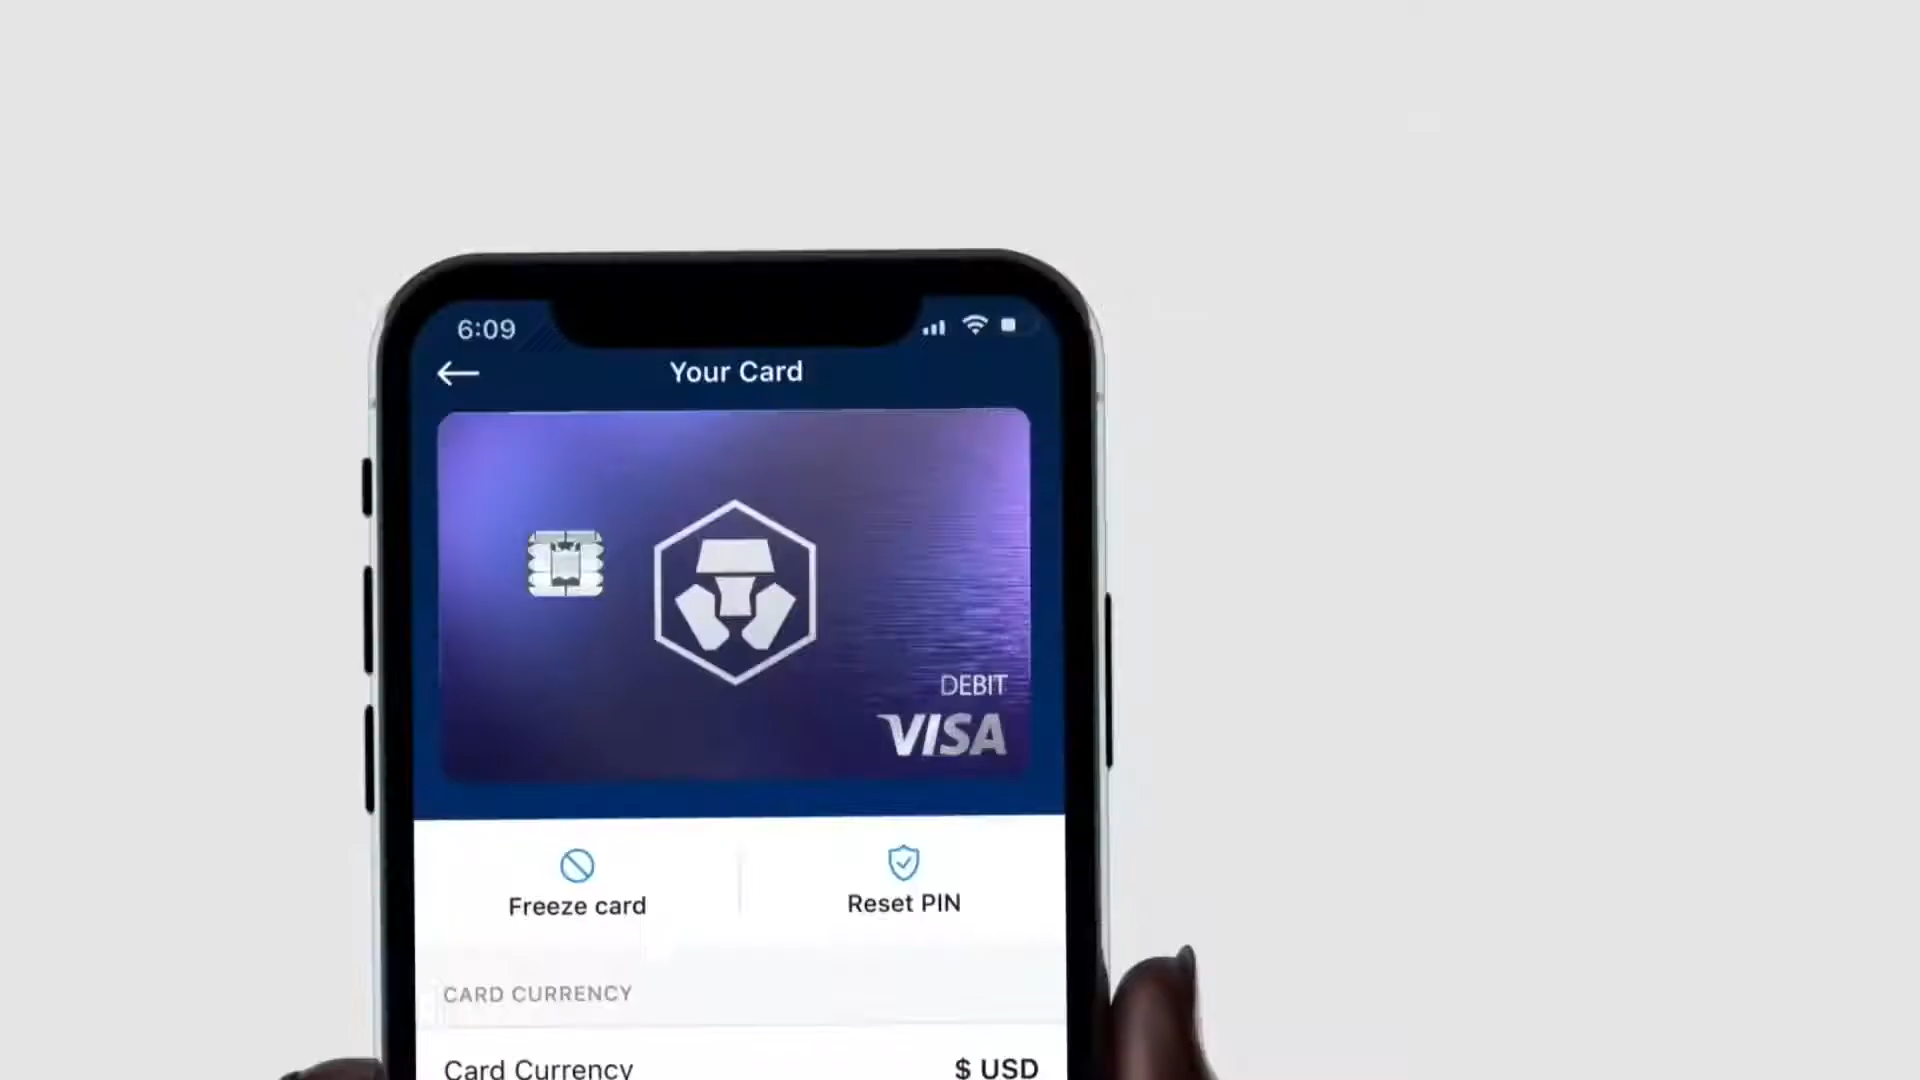 6:09
Your Card
DEBIT
VISA
Freeze card
Reset PIN
CARD CURRENCY
Card Currency
$ USD